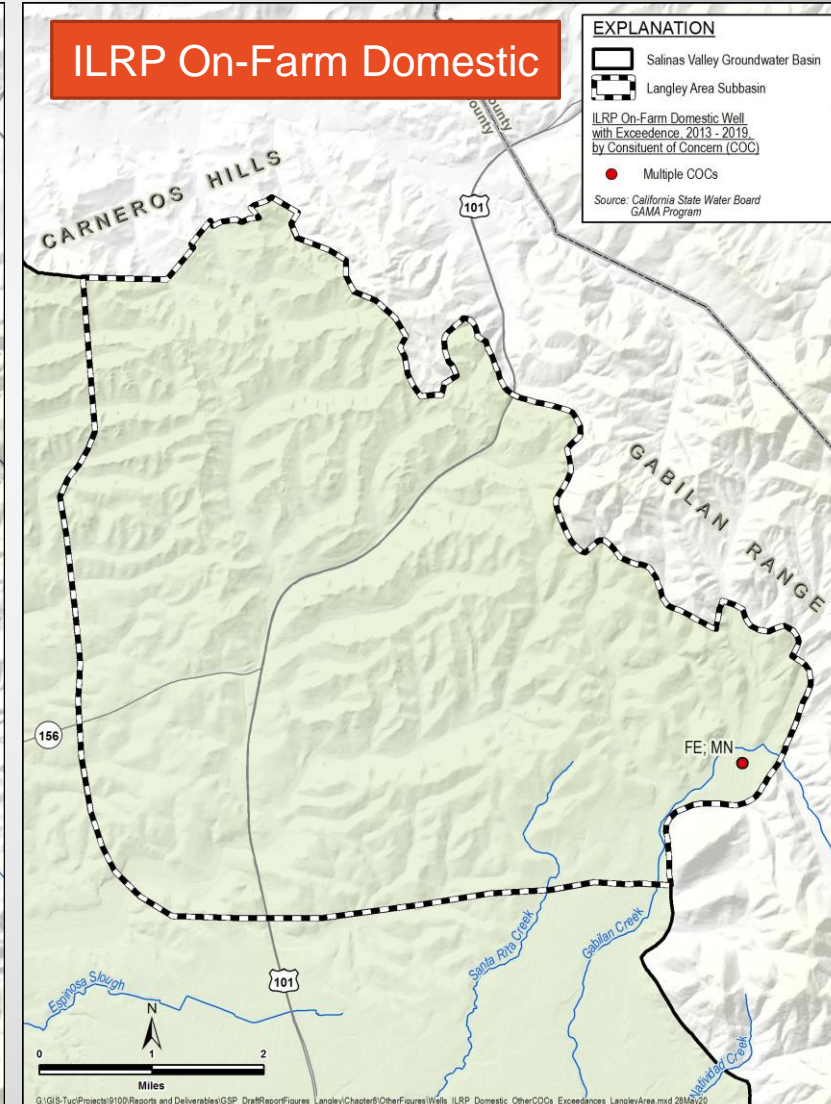 ILRP On-Farm Domestic
EXPLANATION
Salinas Valley Groundwater Basin
Langley Area Subbasin
ILRP On-Farm Domestic Well
with Exceedence, 2013 - 2019,
by Consituent of Concern (COC)
Multiple COCs
Source: California State Water Board
GAMA Program
ounty
ounty
CARNEROS HILLS
101
GABILAN RANGE
156
FE; MN
Santa Rita Creek
Gabilan Creek
101
Espinosa Slough
Natividad Creek
N
0 1 2
Miles
G:\GIS-Tuc\Projects\9100\Reports and Deliverables\GSP_DraftReportFigures_Langley\Chapter8\OtherFigures\Wells_ILRP_Domestic_OtherCOCs_Exceedances_LangleyArea.mxd 28May20